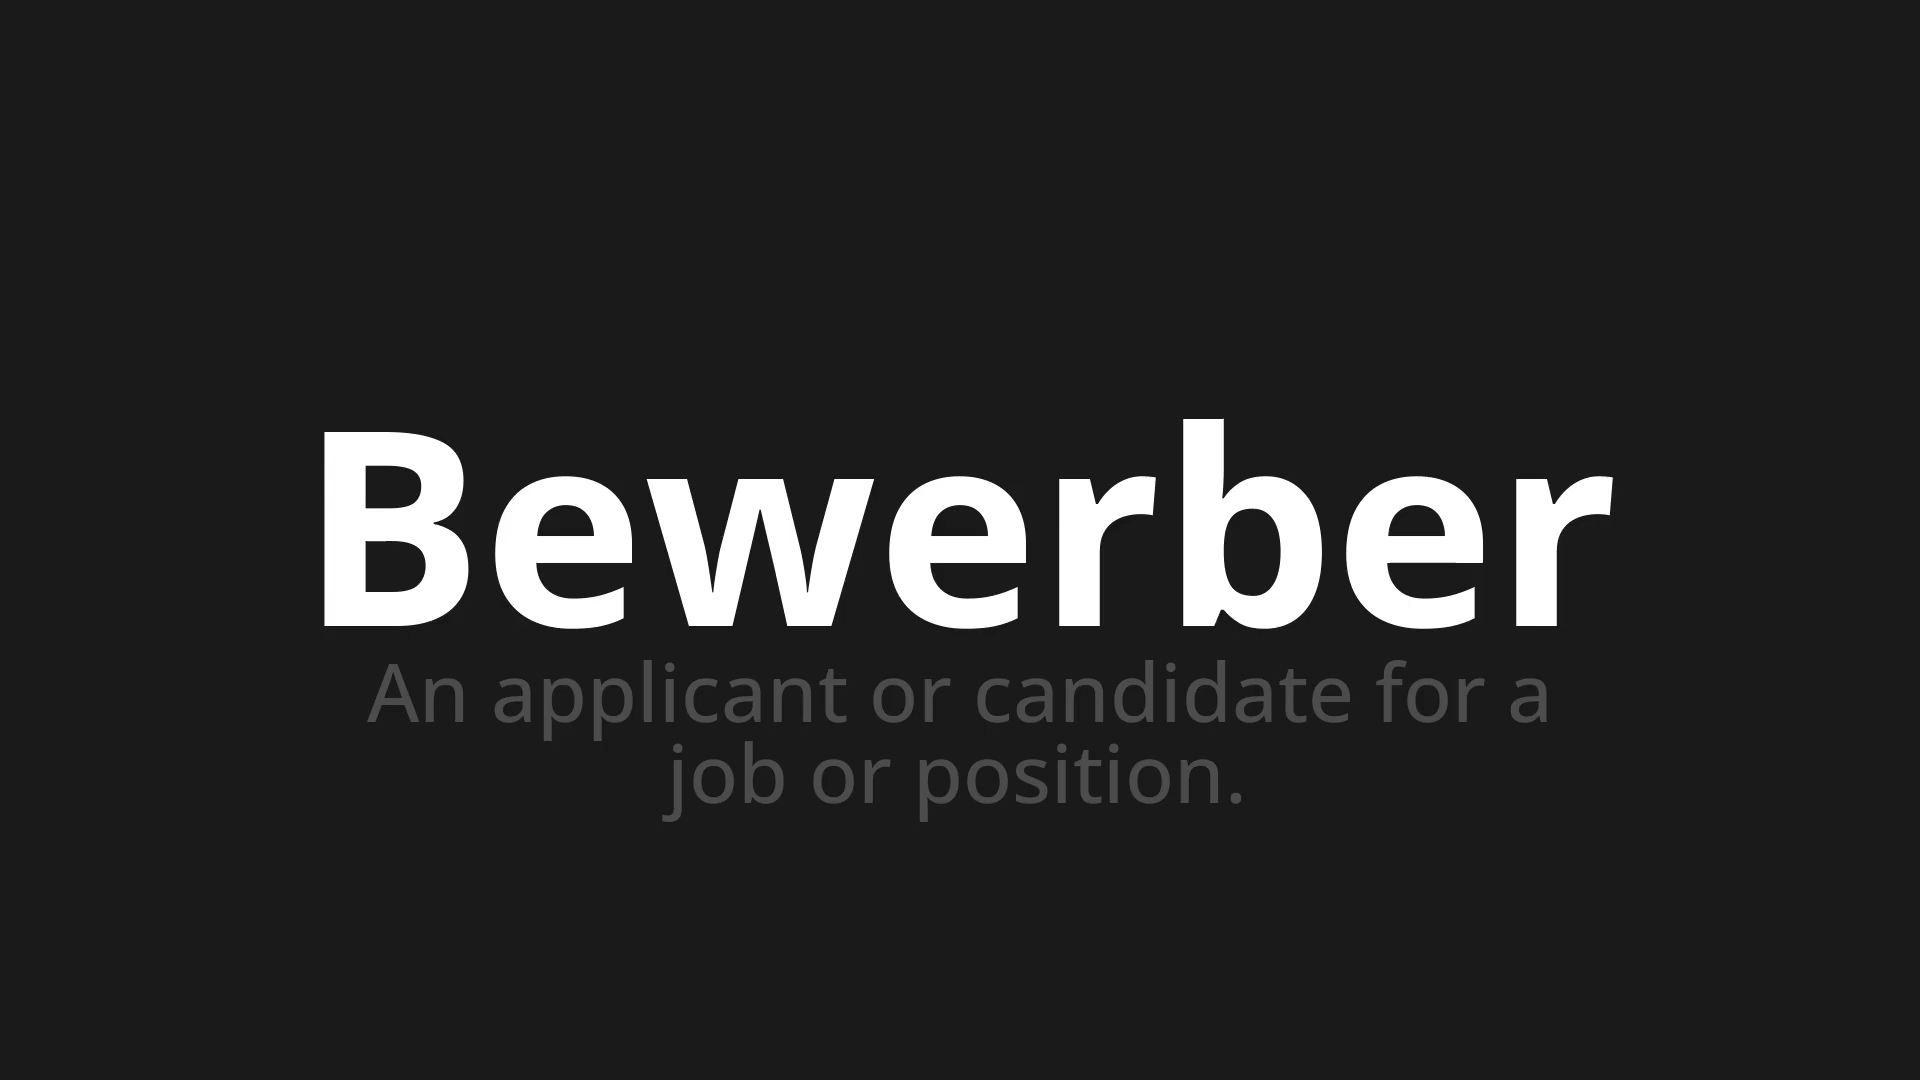 Bewerber
An applicant or candidate for a
job or position.